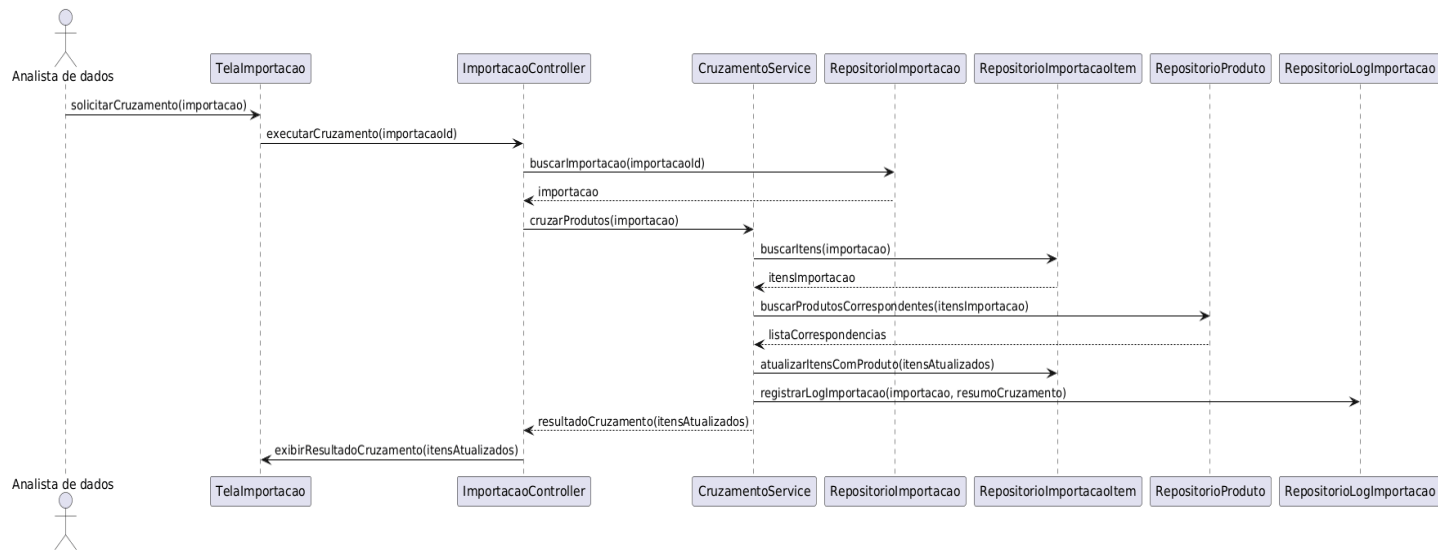 Analista de dados
TelaImportacao
ImportacaoController
CruzamentoService
RepositorioImportacao
RepositorioImportacaoItem
RepositorioProduto
RepositorioLogImportacao
solicitarCruzamento(importacao)
executarCruzamento(importacaoId)
buscarImportacao(importacaoId)
importacao
cruzarProdutos(importacao)
buscarItens(importacao)
itensImportacao
buscarProdutosCorrespondentes(itensImportacao)
listaCorrespondencias
atualizarItensComProduto(itensAtualizados)
registrarLogImportacao(importacao, resumoCruzamento)
resultadoCruzamento(itensAtualizados)
exibirResultadoCruzamento(itensAtualizados)
Analista de dados
TelaImportacao
ImportacaoController
CruzamentoService
RepositorioImportacao
RepositorioImportacaoItem
RepositorioProduto
RepositorioLogImportacao